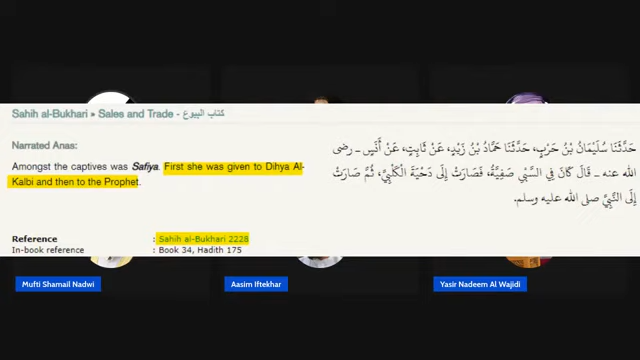 Sahih al-Bukhari » Sales and Trade - كتاب البيوع
Narrated Anas:
Amongst the captives was Safiya. First she was given to Dihya Al-
Kalbi and then to the Prophet.
حَدَّثَنَا سُلَيْمَانُ بْنُ حَرْبٍ، حَدَّثَنَا حَمَّادُ بْنُ زَيْدٍ، عَنْ ثَابِتٍ، عَنْ أَنَسٍ ـ رضى
الله عنه ـ قَالَ كَانَ فِي السَّبْىِ صَفِيَّةُ، فَصَارَتْ إِلَى دَحْيَةَ الْكَلْبِيِّ، ثُمَّ صَارَتْ
إِلَى النَّبِيِّ صلى الله عليه وسلم.
Reference : Sahih al-Bukhari 2228
In-book reference : Book 34, Hadith 175
Mufti Shamail Nadwi
Aasim Iftekhar
Yasir Nadeem Al Wajidi